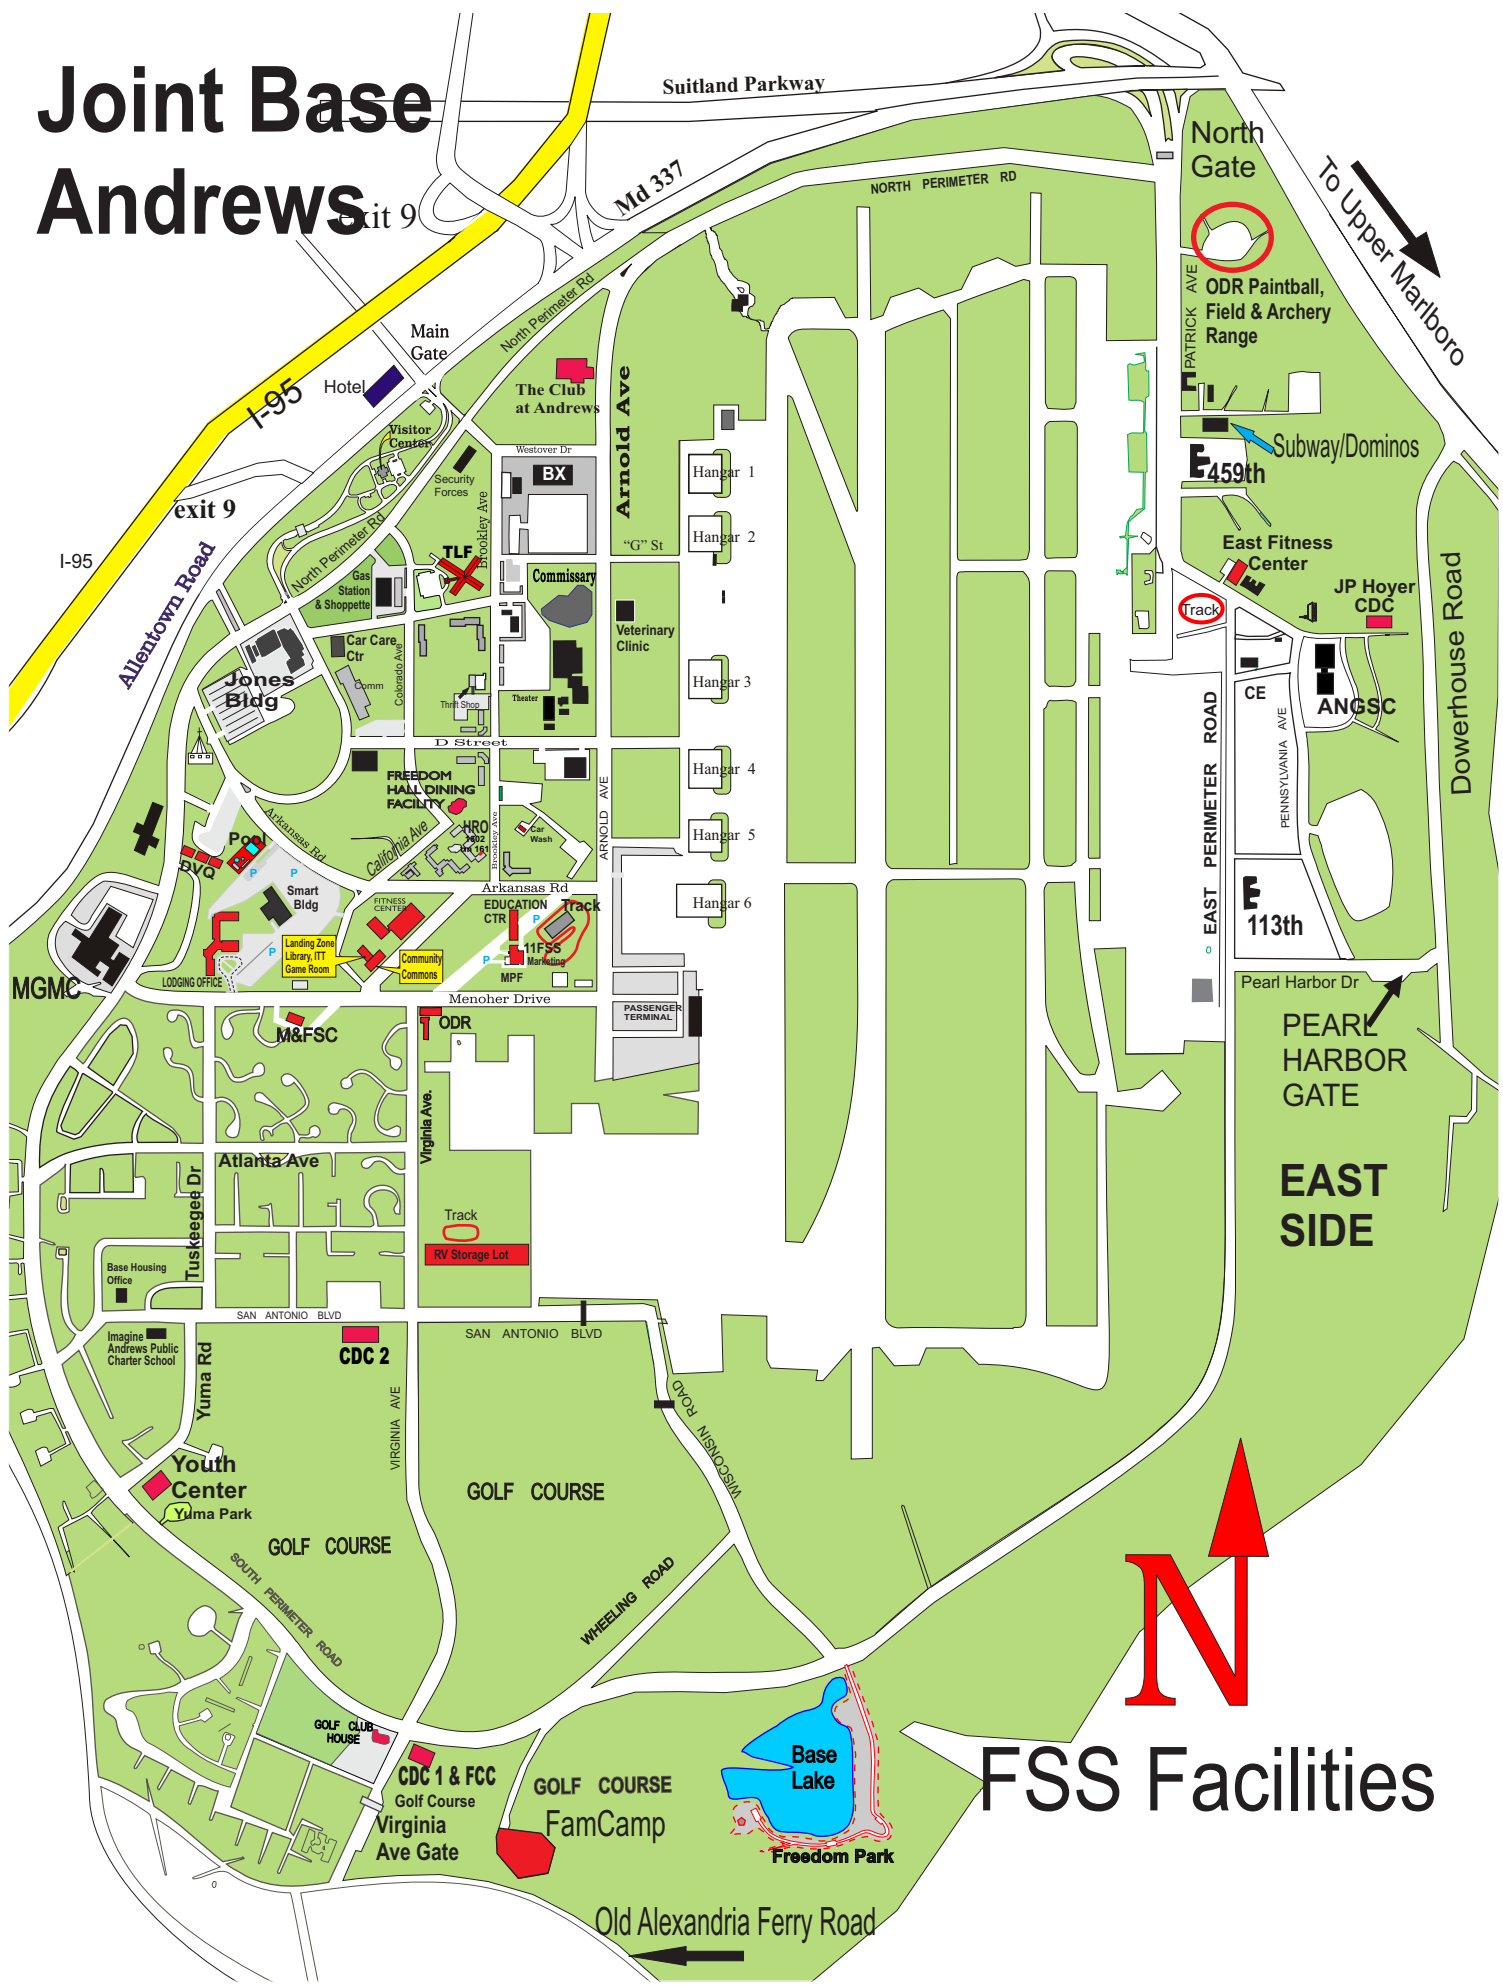 Joint Base
Andrews
Suitland Parkway
Md 337
exit 9
North
Gate
To Upper Marlboro
NORTH PERIMETER RD
ODR Paintball,
Field & Archery
Range
PATRICK AVE
North Perimeter Rd
Main
Gate
Hotel
I-95
The Club
at Andrews
Arnold Ave
Visitor
Center
Westover Dr
BX
Security
Forces
Brookley Ave
Hangar 1
Subway/Dominos
459th
exit 9
I-95
Allentown Road
North Perimeter Rd
"G" St
Hangar 2
TLF
Commissary
Gas
Station
& Shoppette
East Fitness
Center
JP Hoyer
CDC
Track
Dowerhouse Road
Veterinary
Clinic
Car Care
Ctr
Colorado Ave
Comm
Jones
Bldg
Thrift Shop
Theater
Hangar 3
CE
ANGSC
EAST PERIMETER ROAD
PENNSYLVANIA AVE
D Street
FREEDOM
HALL DINING
FACILITY
Hangar 4
ARNOLD AVE
Arkansas Rd
California Ave
HRO
1602
161
Brookley Ave
Car
Wash
Hangar 5
Pool
DVQ
P
P
Smart
Bldg
Arkansas Rd
EDUCATION
CTR
Track
P
Hangar 6
113th
FITNESS
CENTER
Landing Zone
Library, ITT
Game Room
Community
Commons
P
P
11FSS
Marketing
MPF
MGMC
LODGING OFFICE
Menoher Drive
PASSENGER
TERMINAL
Pearl Harbor Dr
PEARL
HARBOR
GATE
M&FSC
ODR
Virginia Ave.
Atlanta Ave
Tuskeegee Dr
EAST
SIDE
Track
RV Storage Lot
Base Housing
Office
SAN ANTONIO BLVD
SAN ANTONIO BLVD
Imagine
Andrews Public
Charter School
Yuma Rd
CDC 2
VIRGINIA AVE
WISCONSIN ROAD
Youth
Center
Yuma Park
GOLF COURSE
GOLF COURSE
SOUTH PERIMETER ROAD
WHEELING ROAD
N
GOLF CLUB
HOUSE
CDC 1 & FCC
Golf Course
Virginia
Ave Gate
GOLF COURSE
FamCamp
Base
Lake
Freedom Park
FSS Facilities
Old Alexandria Ferry Road